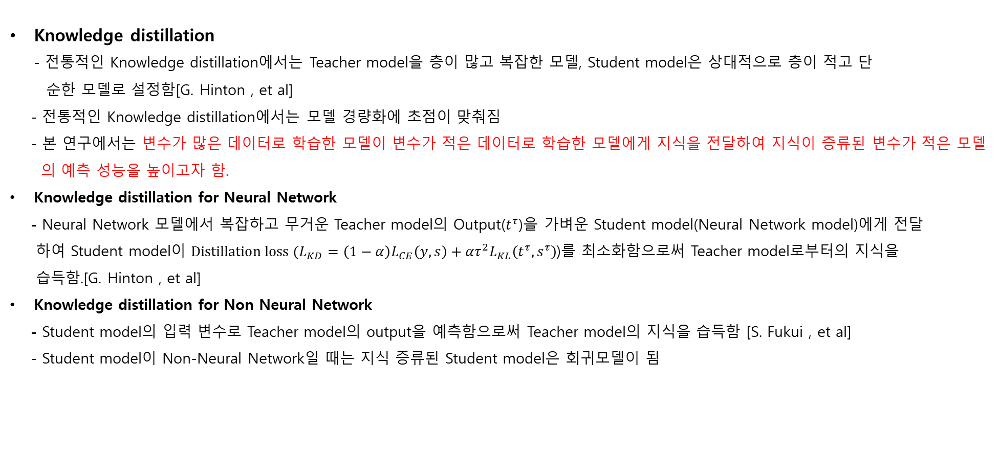 • Knowledge distillation
- 전통적인 Knowledge distillation에서는 Teacher model을 층이 많고 복잡한 모델, Student model은 상대적으로 층이 적고 단
순한 모델로 설정함[G. Hinton , et al]
- 전통적인 Knowledge distillation에서는 모델 경량화에 초점이 맞춰짐
- 본 연구에서는 변수가 많은 데이터로 학습한 모델이 변수가 적은 데이터로 학습한 모델에게 지식을 전달하여 지식이 증류된 변수가 적은 모델
의 예측 성능을 높이고자 함.
• Knowledge distillation for Neural Network
- Neural Network 모델에서 복잡하고 무거운 Teacher model의 Output(t^τ)을 가벼운 Student model(Neural Network model)에게 전달
하여 Student model이 Distillation loss (L_KD = (1 − α)L_CE(y, s) + ατ²L_KL(t^τ, s^τ))를 최소화함으로써 Teacher model로부터의 지식을
습득함.[G. Hinton , et al]
• Knowledge distillation for Non Neural Network
- Student model의 입력 변수로 Teacher model의 output을 예측함으로써 Teacher model의 지식을 습득함 [S. Fukui , et al]
- Student model이 Non-Neural Network일 때는 지식 증류된 Student model은 회귀모델이 됨